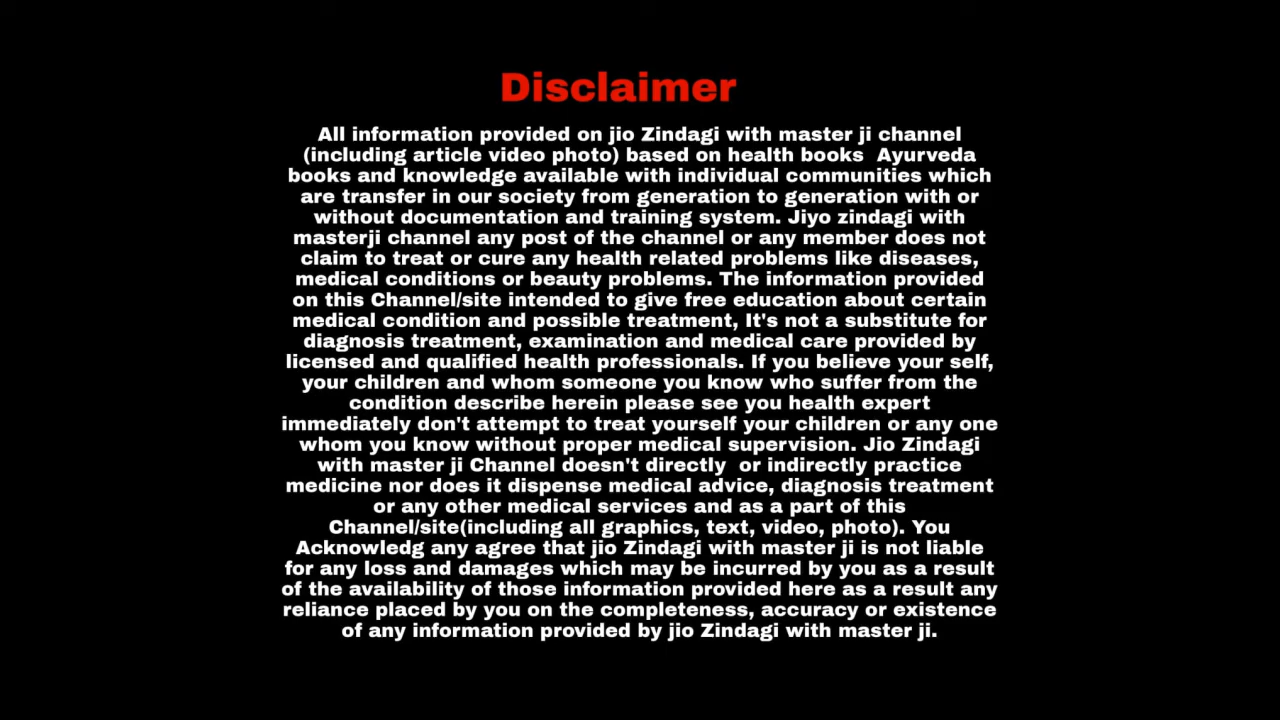 Disclaimer
All information provided on jio Zindagi with master ji channel
(including article video photo) based on health books  Ayurveda
books and knowledge available with individual communities which
are transfer in our society from generation to generation with or
without documentation and training system. Jiyo zindagi with
masterji channel any post of the channel or any member does not
claim to treat or cure any health related problems like diseases,
medical conditions or beauty problems. The information provided
on this Channel/site intended to give free education about certain
medical condition and possible treatment, It's not a substitute for
diagnosis treatment, examination and medical care provided by
licensed and qualified health professionals. If you believe your self,
your children and whom someone you know who suffer from the
condition describe herein please see you health expert
immediately don't attempt to treat yourself your children or any one
whom you know without proper medical supervision. Jio Zindagi
with master ji Channel doesn't directly  or indirectly practice
medicine nor does it dispense medical advice, diagnosis treatment
or any other medical services and as a part of this
Channel/site(including all graphics, text, video, photo). You
Acknowledg any agree that jio Zindagi with master ji is not liable
for any loss and damages which may be incurred by you as a result
of the availability of those information provided here as a result any
reliance placed by you on the completeness, accuracy or existence
of any information provided by jio Zindagi with master ji.